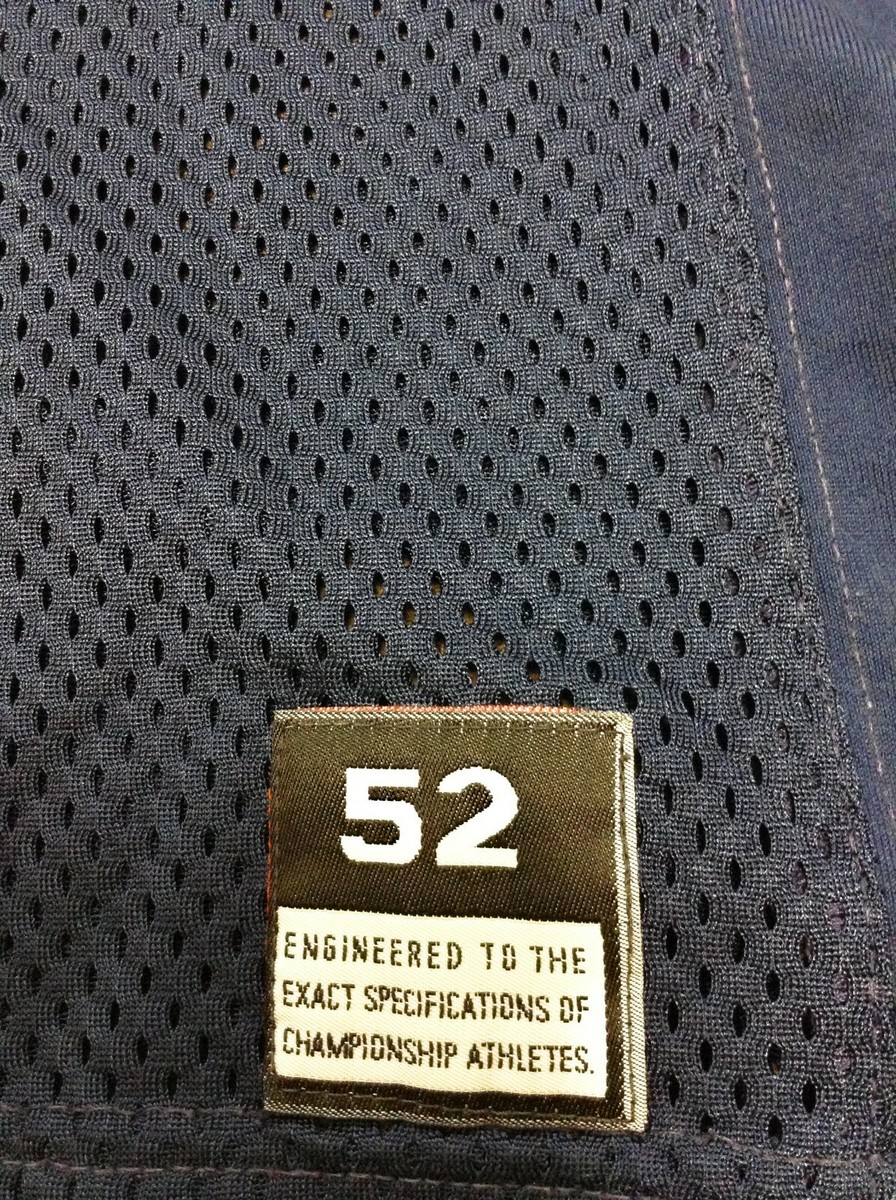 52
ENGINEERED TO THE
EXACT SPECIFICATIONS OF
CHAMPIONSHIP ATHLETES.